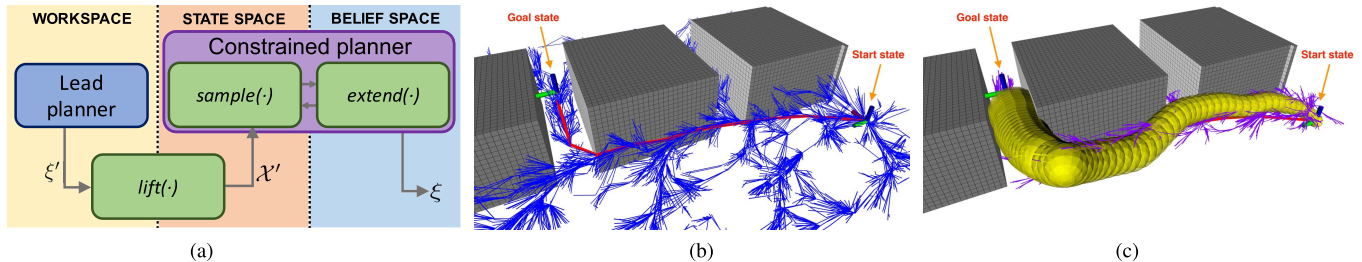 WORKSPACE
STATE SPACE
BELIEF SPACE
Constrained planner
Lead
planner
sample(·)
extend(·)
ξ′
lift(·)
𝒳′
ξ
(a)
Goal state
Start state
(b)
Goal state
Start state
(c)